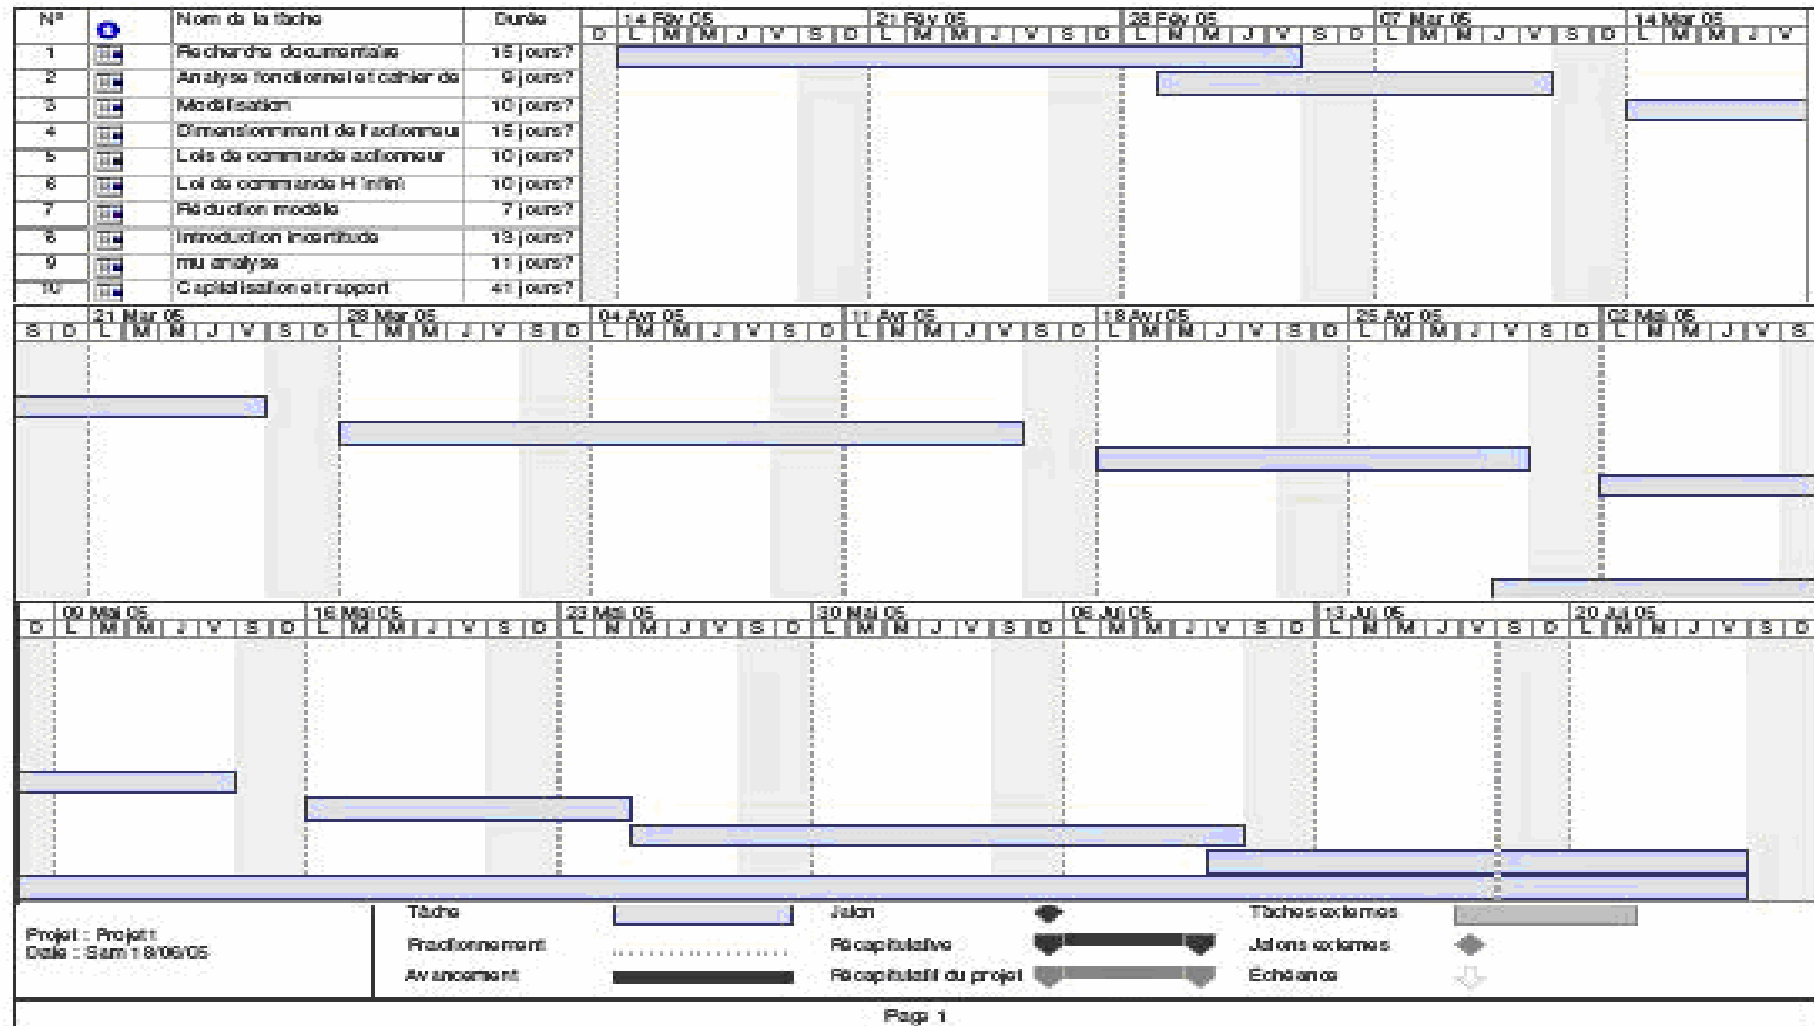 N° Nom de la tâche Durée 14 Fév 05 21 Fév 05 28 Fév 05 07 Mar 05 14 Mar 05
D L M M J V S D L M M J V S D L M M J V S D L M M J V S D L M M J V
1 Recherche documentaire 15 jours?
2 Analyse fonctionnel et cahier de 9 jours?
3 Modélisation 10 jours?
4 Dimensionnment de l'actionneur 15 jours?
5 Lois de commande actionneur 10 jours?
6 Loi de commande H infini 10 jours?
7 Réduction modèle 7 jours?
8 Introduction incertitude 13 jours?
9 mu analyse 11 jours?
10 Capitalisation et rapport 41 jours?
21 Mar 05 28 Mar 05 04 Avr 05 11 Avr 05 18 Avr 05 25 Avr 05 02 Mai 05
S D L M M J V S D L M M J V S D L M M J V S D L M M J V S D L M M J V S D L M M J V S D L M M J V S
09 Mai 05 16 Mai 05 23 Mai 05 30 Mai 05 06 Jui 05 13 Jui 05 20 Jui 05
D L M M J V S D L M M J V S D L M M J V S D L M M J V S D L M M J V S D L M M J V S D L M M J V S D
Projet : Projet1
Date : Sam 18/06/05
Tâche Jalon Tâches externes
Fractionnement Récapitulative Jalons externes
Avancement Récapitulatif du projet Echéance
Page 1